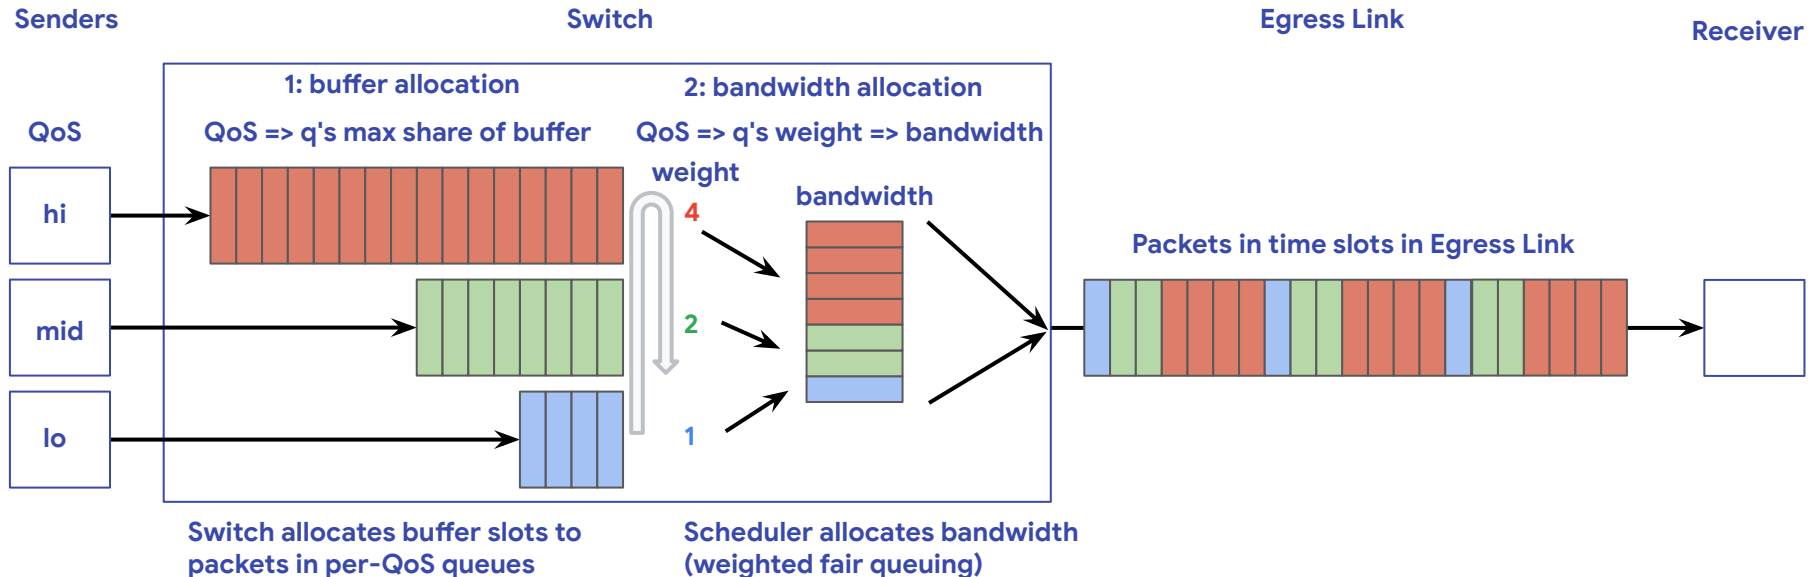 Senders
Switch
Egress Link
Receiver
1: buffer allocation
2: bandwidth allocation
QoS
QoS => q's max share of buffer
QoS => q's weight => bandwidth
weight
bandwidth
hi
4
Packets in time slots in Egress Link
mid
2
lo
1
Switch allocates buffer slots to
packets in per-QoS queues
Scheduler allocates bandwidth
(weighted fair queuing)